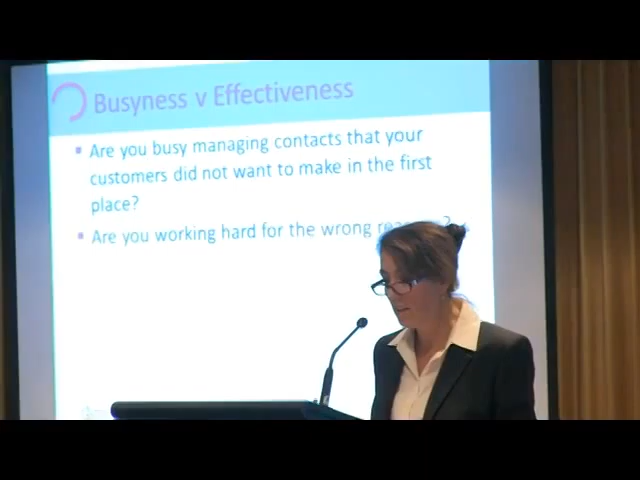 Busyness v Effectiveness
Are you busy managing contacts that your
customers did not want to make in the first
place?
Are you working hard for the wrong